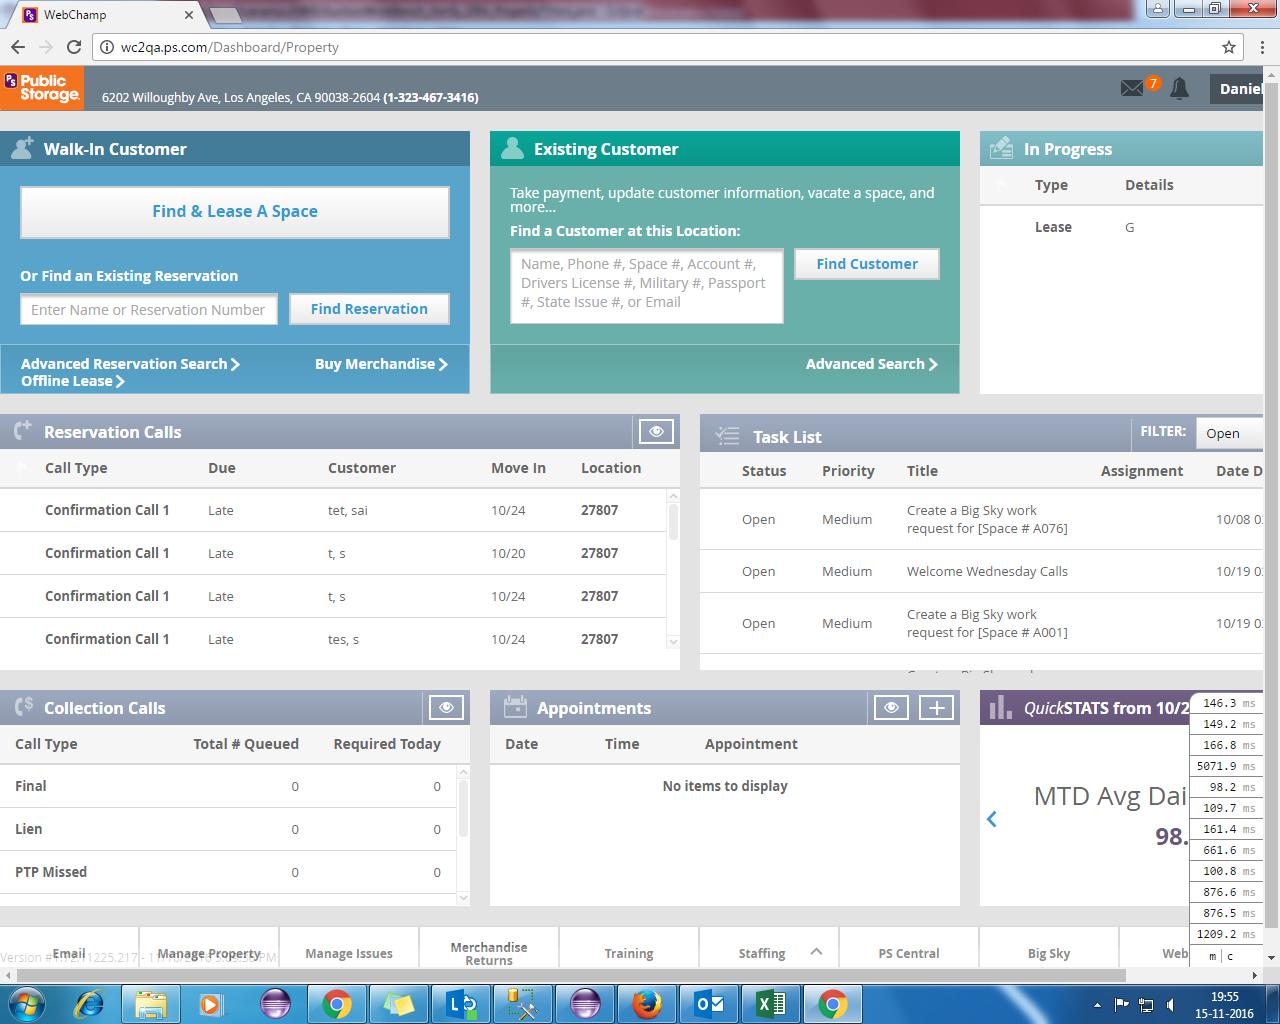 WebChamp
wc2qa.ps.com/Dashboard/Property
PS Public Storage
6202 Willoughby Ave, Los Angeles, CA 90038-2604 (1-323-467-3416)
7
Daniel
Walk-In Customer
Find & Lease A Space
Or Find an Existing Reservation
Enter Name or Reservation Number
Find Reservation
Advanced Reservation Search
Buy Merchandise
Offline Lease
Existing Customer
Take payment, update customer information, vacate a space, and
more...
Find a Customer at this Location:
Name, Phone #, Space #, Account #,
Drivers License #, Military #, Passport
#, State Issue #, or Email
Find Customer
Advanced Search
In Progress
Type Details
Lease G
Reservation Calls
Call Type Due Customer Move In Location
Confirmation Call 1 Late tet, sai 10/24 27807
Confirmation Call 1 Late t, s 10/20 27807
Confirmation Call 1 Late t, s 10/24 27807
Confirmation Call 1 Late tes, s 10/24 27807
Task List
FILTER: Open
Status Priority Title Assignment Date D
Open Medium Create a Big Sky work
request for [Space # A076] 10/08
Open Medium Welcome Wednesday Calls 10/19
Open Medium Create a Big Sky work
request for [Space # A001] 10/19
Collection Calls
Call Type Total # Queued Required Today
Final 0 0
Lien 0 0
PTP Missed 0 0
Appointments
Date Time Appointment
No items to display
QuickSTATS from 10/2
MTD Avg Dai
98.
146.3 ms
149.2 ms
166.8 ms
5071.9 ms
98.2 ms
109.7 ms
161.4 ms
661.6 ms
100.8 ms
876.6 ms
876.5 ms
1209.2 ms
m | c
Email
Manage Property
Manage Issues
Merchandise
Returns
Training
Staffing
PS Central
Big Sky
Web
19:55
15-11-2016